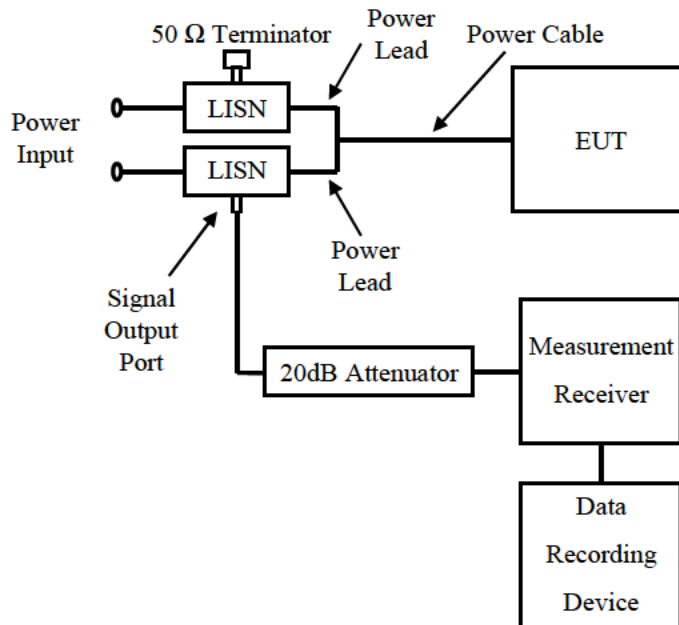 50 Ω Terminator
Power
Lead
Power Cable
LISN
Power
Input
EUT
LISN
Power
Lead
Signal
Output
Port
20dB Attenuator
Measurement
Receiver
Data
Recording
Device